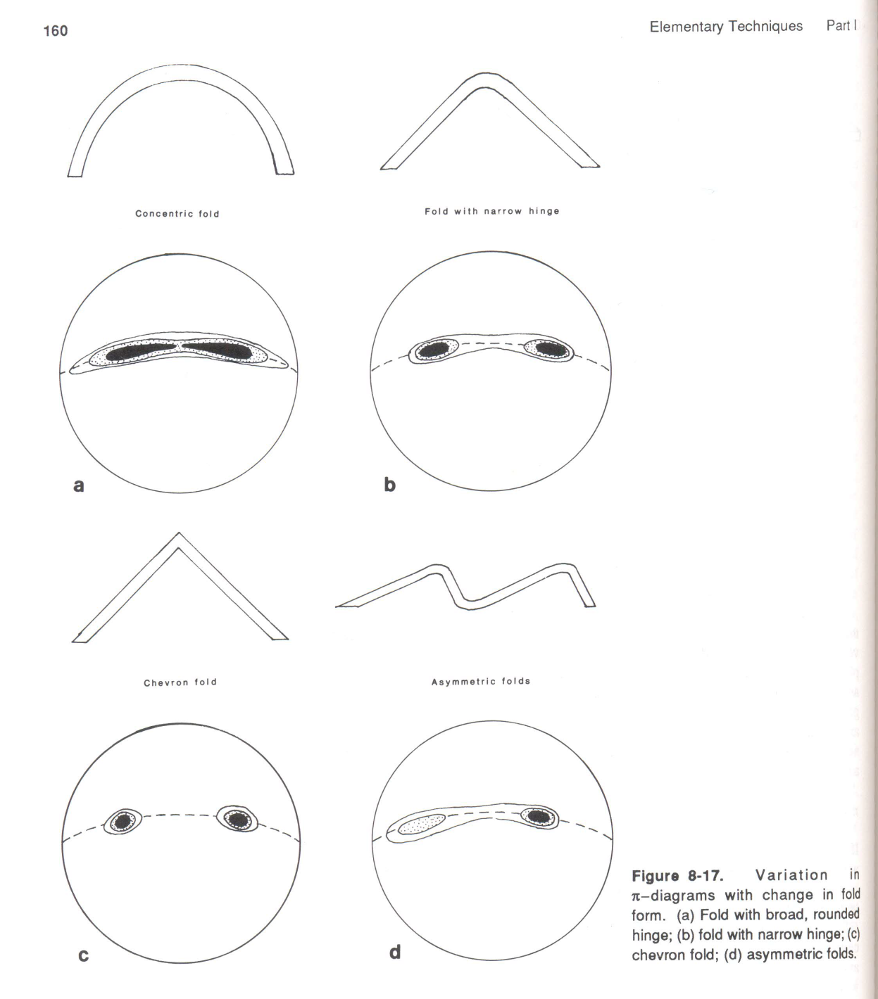 160
Elementary Techniques Part I
Concentric fold
Fold with narrow hinge
a
b
Chevron fold
Asymmetric folds
c
d
Figure 8-17. Variation in
π–diagrams with change in fold
form. (a) Fold with broad, rounded
hinge; (b) fold with narrow hinge; (c)
chevron fold; (d) asymmetric folds.